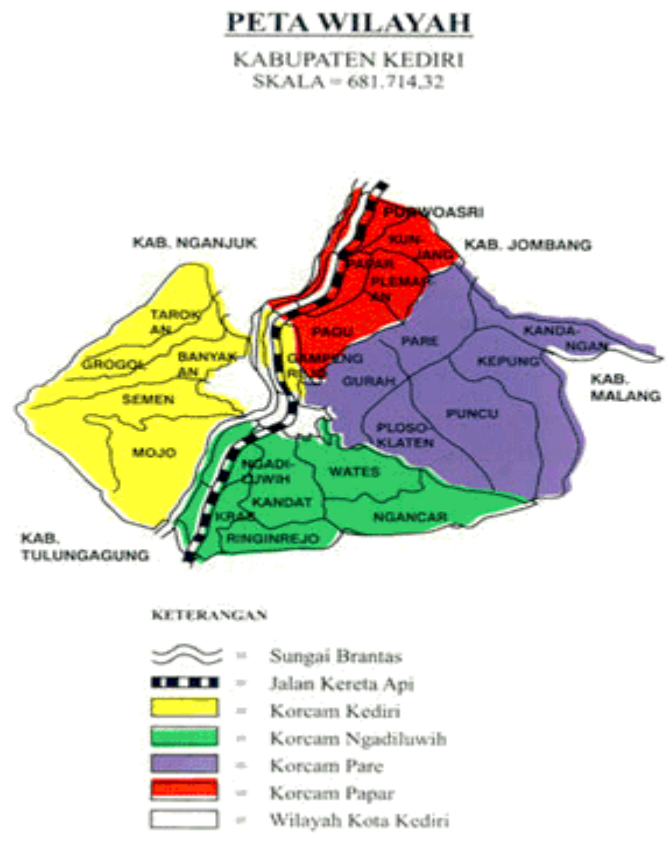 PETA WILAYAH
KABUPATEN KEDIRI
SKALA = 681.714,32
PURWOASRI
KAB. NGANJUK
KUN-
JANG
KAB. JOMBANG
PAPAR
PLEMAH-
AN
TAROK
AN
PAGU
PARE
KANDA-
NGAN
GROGOL
BANYAK
AN
GAMPENG
REJO
KEPUNG
GURAH
KAB.
MALANG
SEMEN
PUNCU
PLOSO-
KLATEN
MOJO
NGADI-
LUWIH
WATES
KANDAT
KRAS
NGANCAR
KAB.
TULUNGAGUNG
RINGINREJO
KETERANGAN
= Sungai Brantas
= Jalan Kereta Api
= Korcam Kediri
= Korcam Ngadiluwih
= Korcam Pare
= Korcam Papar
= Wilayah Kota Kediri